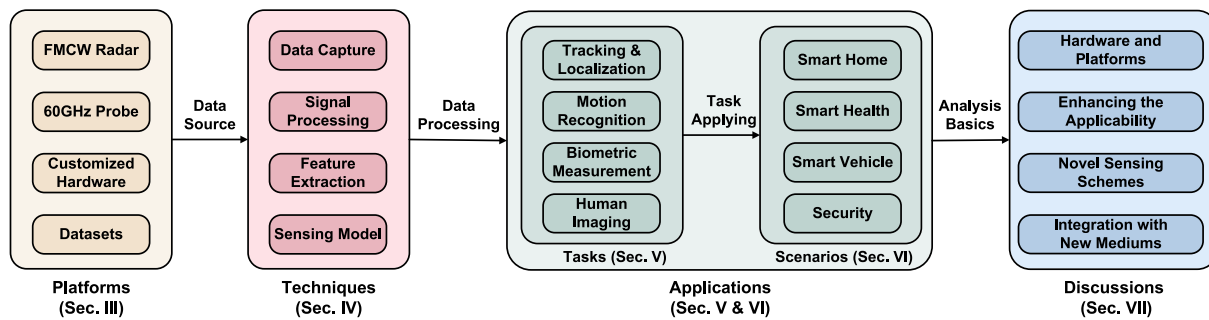 FMCW Radar
60GHz Probe
Customized
Hardware
Datasets
Platforms
(Sec. III)
Data
Source
Data Capture
Signal
Processing
Feature
Extraction
Sensing Model
Techniques
(Sec. IV)
Data
Processing
Tracking &
Localization
Motion
Recognition
Biometric
Measurement
Human
Imaging
Tasks (Sec. V)
Task
Applying
Smart Home
Smart Health
Smart Vehicle
Security
Scenarios (Sec. VI)
Applications
(Sec. V & VI)
Analysis
Basics
Hardware and
Platforms
Enhancing the
Applicability
Novel Sensing
Schemes
Integration with
New Mediums
Discussions
(Sec. VII)